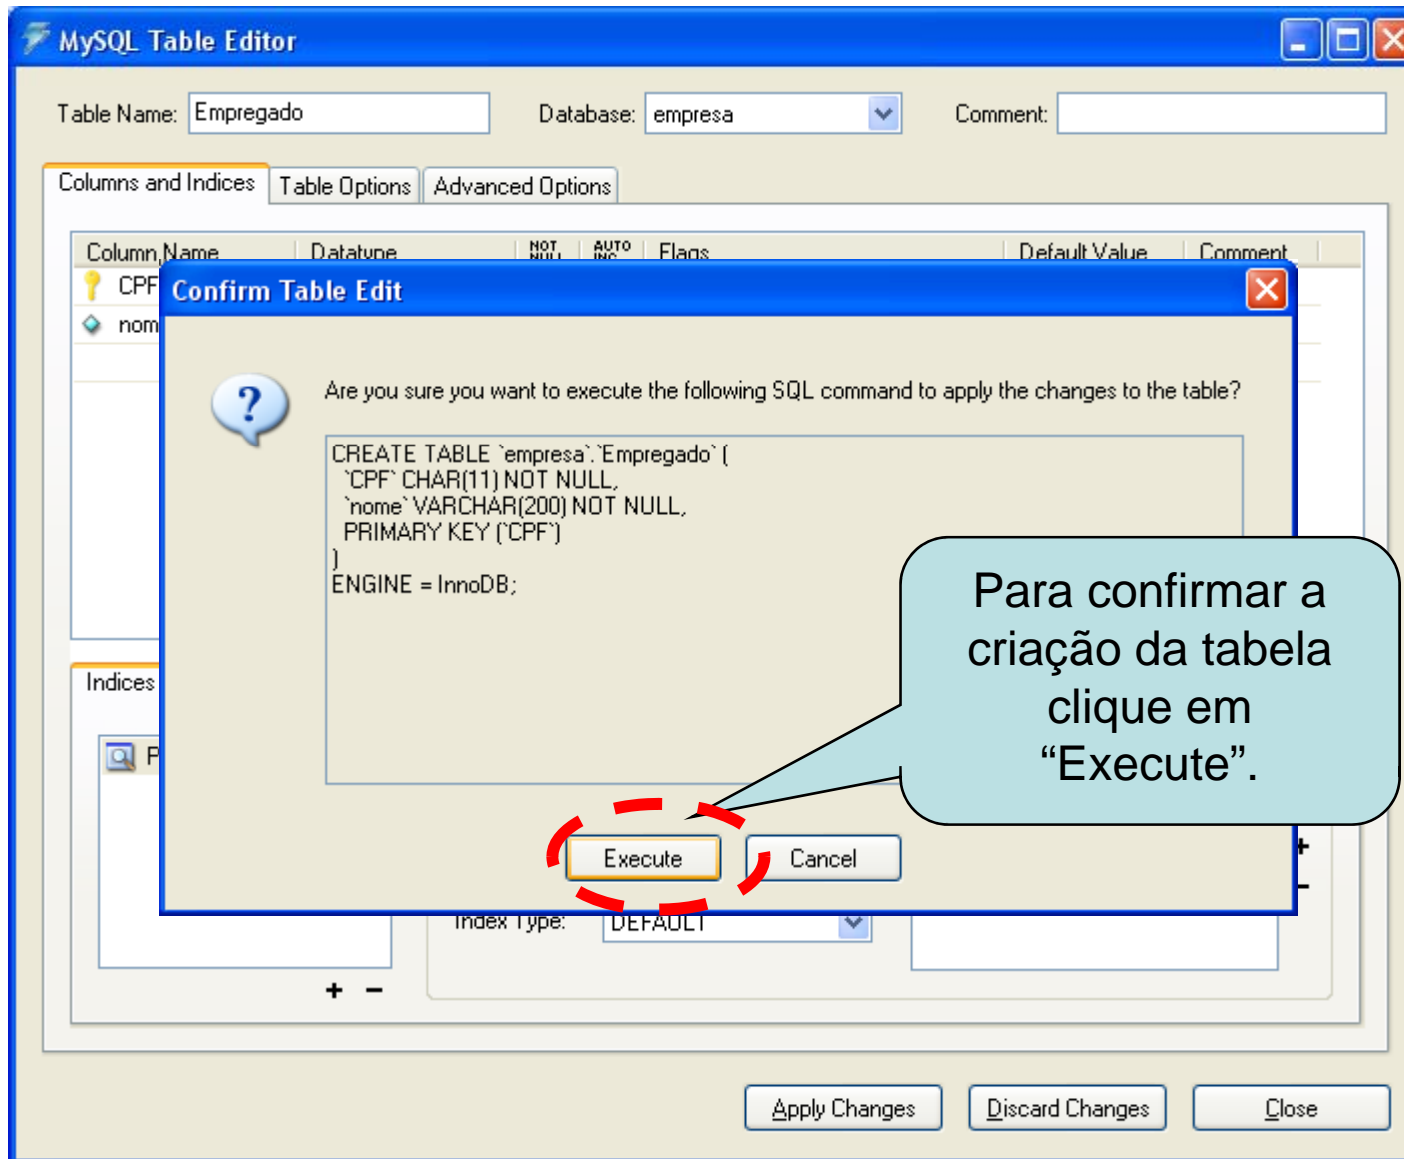 MySQL Table Editor
Table Name: Empregado Database: empresa Comment:
Columns and Indices Table Options Advanced Options
Column Name Datatype NOT NULL AUTO INC Flags Default Value Comment
CPF
nom
Confirm Table Edit
Are you sure you want to execute the following SQL command to apply the changes to the table?
CREATE TABLE `empresa`.`Empregado` (
`CPF` CHAR(11) NOT NULL,
`nome` VARCHAR(200) NOT NULL,
PRIMARY KEY (`CPF`)
)
ENGINE = InnoDB;
Para confirmar a
criação da tabela
clique em
“Execute”.
Execute Cancel
Indices
P
Index Type: DEFAULT
+ −
+
−
Apply Changes Discard Changes Close